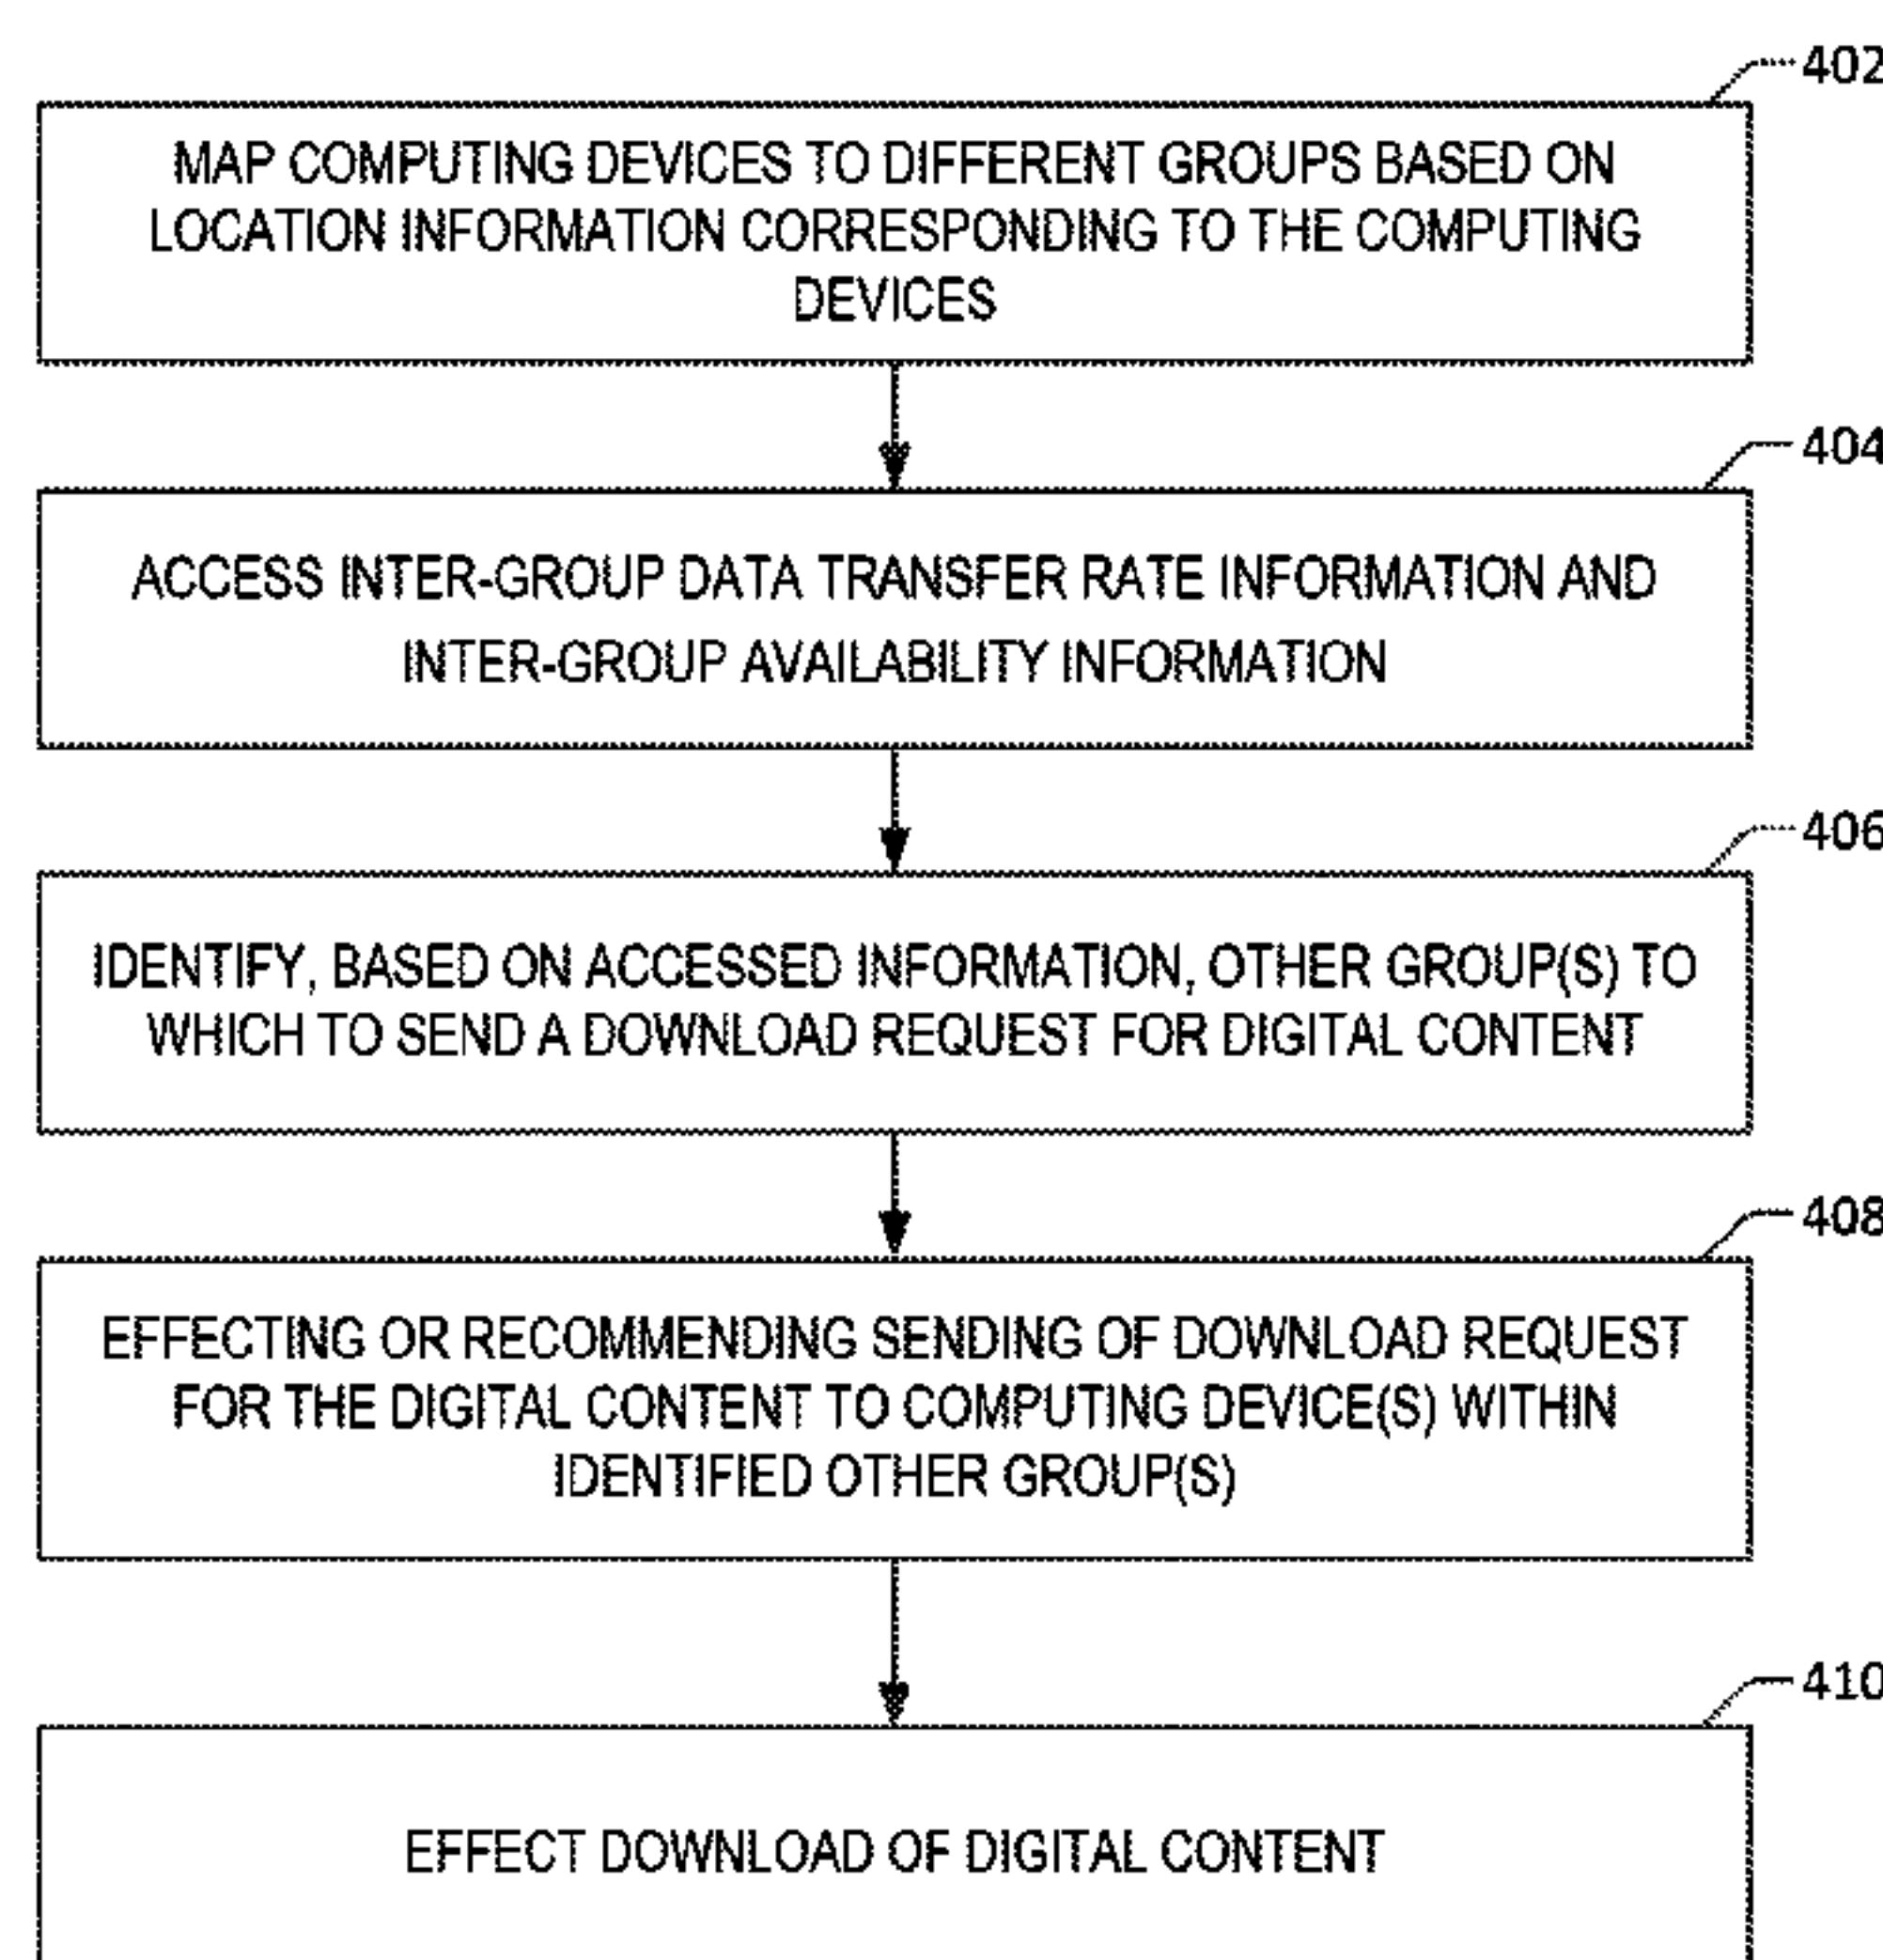 402
MAP COMPUTING DEVICES TO DIFFERENT GROUPS BASED ON
LOCATION INFORMATION CORRESPONDING TO THE COMPUTING
DEVICES
404
ACCESS INTER-GROUP DATA TRANSFER RATE INFORMATION AND
INTER-GROUP AVAILABILITY INFORMATION
406
IDENTIFY, BASED ON ACCESSED INFORMATION, OTHER GROUP(S) TO
WHICH TO SEND A DOWNLOAD REQUEST FOR DIGITAL CONTENT
408
EFFECTING OR RECOMMENDING SENDING OF DOWNLOAD REQUEST
FOR THE DIGITAL CONTENT TO COMPUTING DEVICE(S) WITHIN
IDENTIFIED OTHER GROUP(S)
410
EFFECT DOWNLOAD OF DIGITAL CONTENT